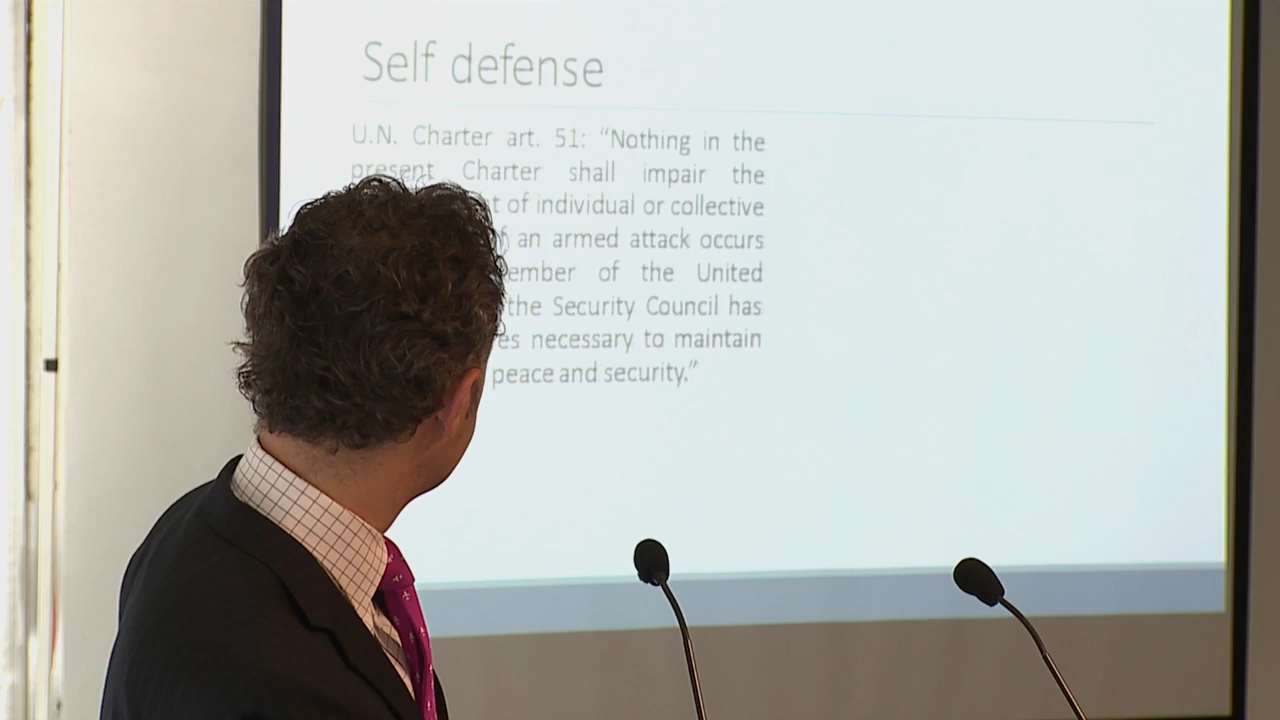 Self defense
U.N. Charter art. 51: “Nothing in the
present Charter shall impair the
of individual or collective
an armed attack occurs
of the United
the Security Council has
necessary to maintain
peace and security.”